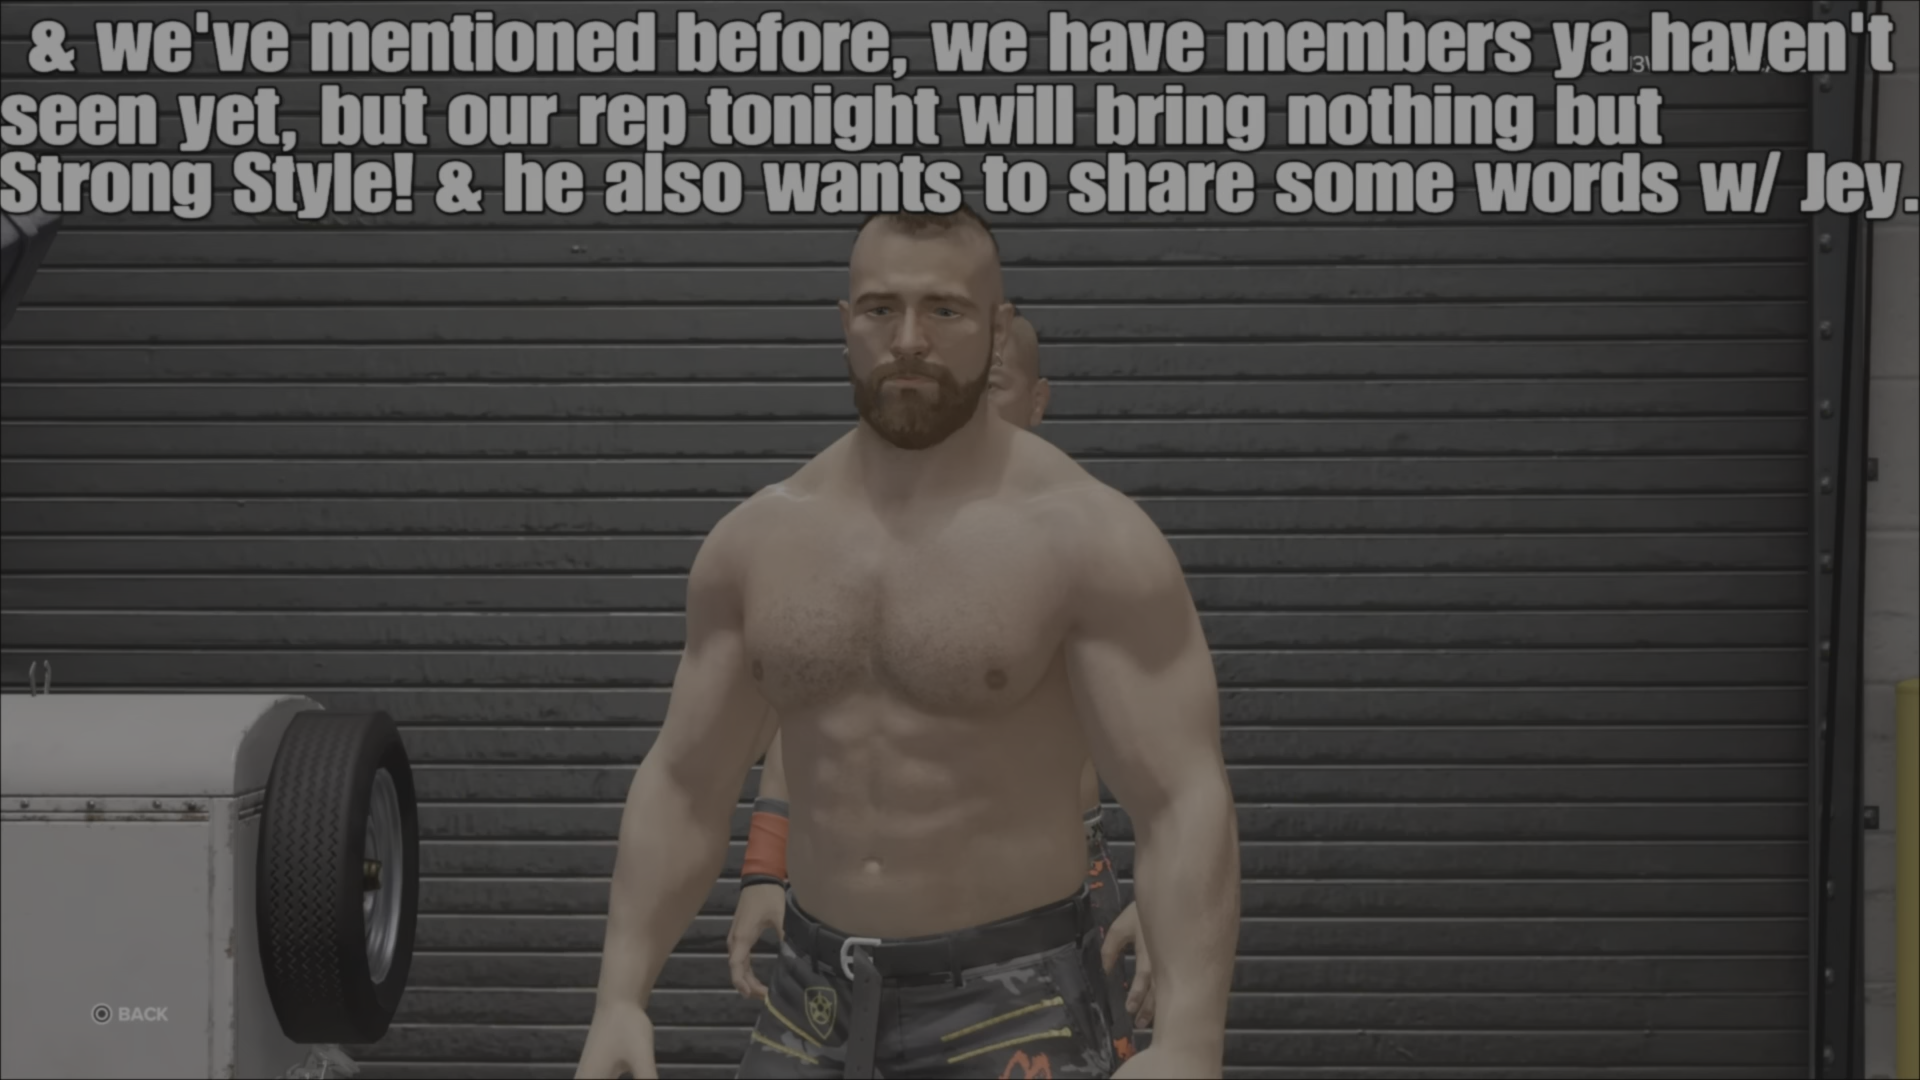 & we've mentioned before, we have members ya haven't
seen yet, but our rep tonight will bring nothing but
Strong Style! & he also wants to share some words w/ Jey.
BACK